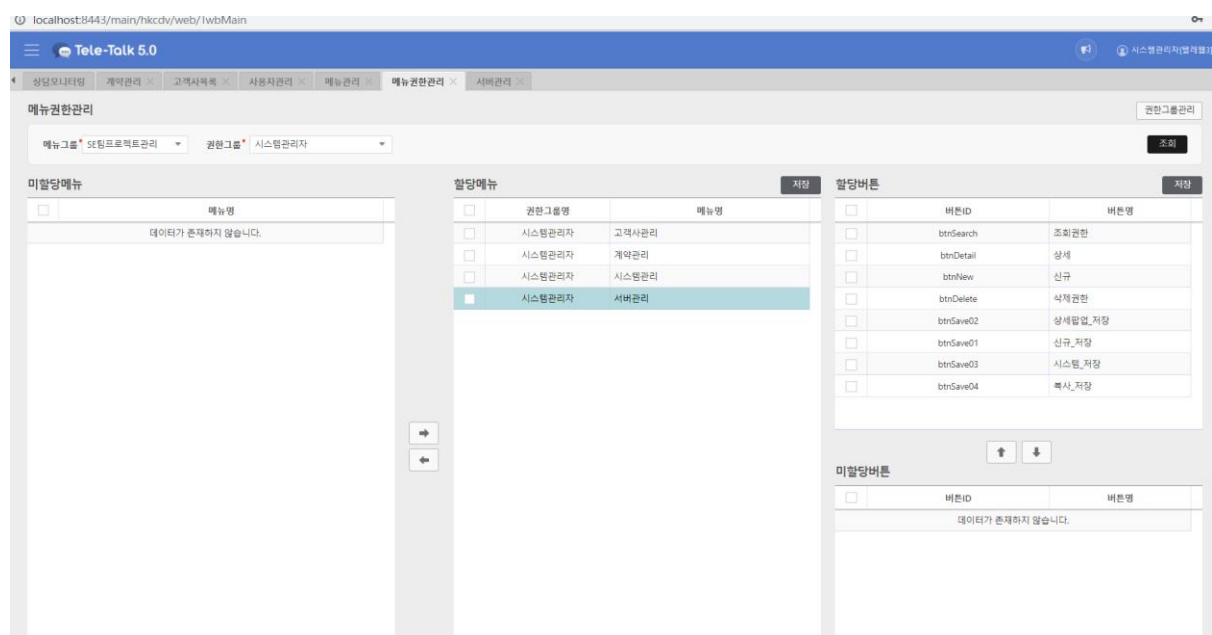 localhost:8443/main/hkcdv/web/TwbMain
Tele-Talk 5.0
시스템관리자(텔레웹3)
상담모니터링 계약관리 고객사목록 사용자관리 메뉴관리 메뉴권한관리 서버관리
메뉴권한관리
권한그룹관리
메뉴그룹* SE팀프로젝트관리 권한그룹* 시스템관리자 조회
미할당메뉴
메뉴명
데이터가 존재하지 않습니다.
할당메뉴 저장
권한그룹명 메뉴명
시스템관리자 고객사관리
시스템관리자 계약관리
시스템관리자 시스템관리
시스템관리자 서버관리
할당버튼 저장
버튼ID 버튼명
btnSearch 조회권한
btnDetail 상세
btnNew 신규
btnDelete 삭제권한
btnSave02 상세팝업_저장
btnSave01 신규_저장
btnSave03 시스템_저장
btnSave04 복사_저장
미할당버튼
버튼ID 버튼명
데이터가 존재하지 않습니다.